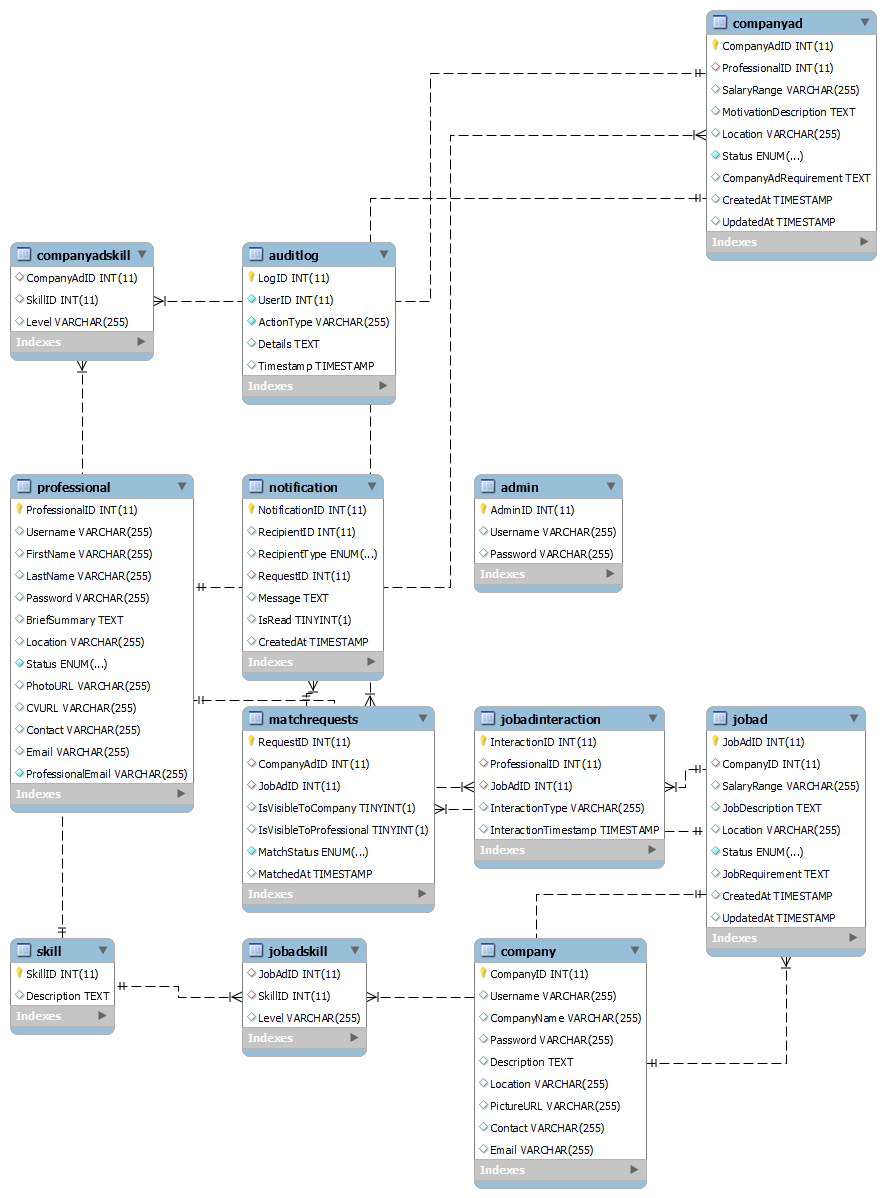 companyad
CompanyAdID INT(11)
ProfessionalID INT(11)
SalaryRange VARCHAR(255)
MotivationDescription TEXT
Location VARCHAR(255)
Status ENUM(...)
CompanyAdRequirement TEXT
CreatedAt TIMESTAMP
UpdatedAt TIMESTAMP
Indexes
companyadskill
CompanyAdID INT(11)
SkillID INT(11)
Level VARCHAR(255)
Indexes
auditlog
LogID INT(11)
UserID INT(11)
ActionType VARCHAR(255)
Details TEXT
Timestamp TIMESTAMP
Indexes
professional
ProfessionalID INT(11)
Username VARCHAR(255)
FirstName VARCHAR(255)
LastName VARCHAR(255)
Password VARCHAR(255)
BriefSummary TEXT
Location VARCHAR(255)
Status ENUM(...)
PhotoURL VARCHAR(255)
CVURL VARCHAR(255)
Contact VARCHAR(255)
Email VARCHAR(255)
ProfessionalEmail VARCHAR(255)
Indexes
notification
NotificationID INT(11)
RecipientID INT(11)
RecipientType ENUM(...)
RequestID INT(11)
Message TEXT
IsRead TINYINT(1)
CreatedAt TIMESTAMP
Indexes
admin
AdminID INT(11)
Username VARCHAR(255)
Password VARCHAR(255)
Indexes
matchrequests
RequestID INT(11)
CompanyAdID INT(11)
JobAdID INT(11)
IsVisibleToCompany TINYINT(1)
IsVisibleToProfessional TINYINT(1)
MatchStatus ENUM(...)
MatchedAt TIMESTAMP
Indexes
jobadinteraction
InteractionID INT(11)
ProfessionalID INT(11)
JobAdID INT(11)
InteractionType VARCHAR(255)
InteractionTimestamp TIMESTAMP
Indexes
jobad
JobAdID INT(11)
CompanyID INT(11)
SalaryRange VARCHAR(255)
JobDescription TEXT
Location VARCHAR(255)
Status ENUM(...)
JobRequirement TEXT
CreatedAt TIMESTAMP
UpdatedAt TIMESTAMP
Indexes
skill
SkillID INT(11)
Description TEXT
Indexes
jobadskill
JobAdID INT(11)
SkillID INT(11)
Level VARCHAR(255)
Indexes
company
CompanyID INT(11)
Username VARCHAR(255)
CompanyName VARCHAR(255)
Password VARCHAR(255)
Description TEXT
Location VARCHAR(255)
PictureURL VARCHAR(255)
Contact VARCHAR(255)
Email VARCHAR(255)
Indexes